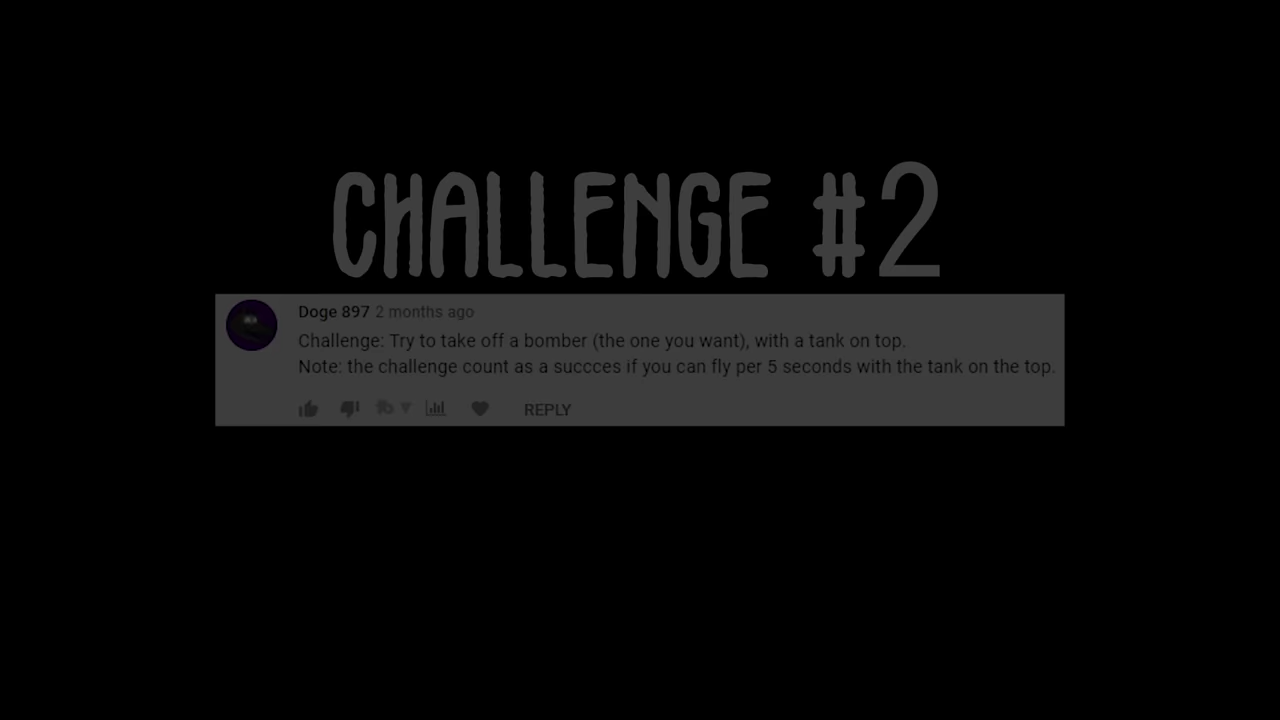 CHALLENGE #2
Doge 897 2 months ago
Challenge: Try to take off a bomber (the one you want), with a tank on top.
Note: the challenge count as a succces if you can fly per 5 seconds with the tank on the top.
REPLY